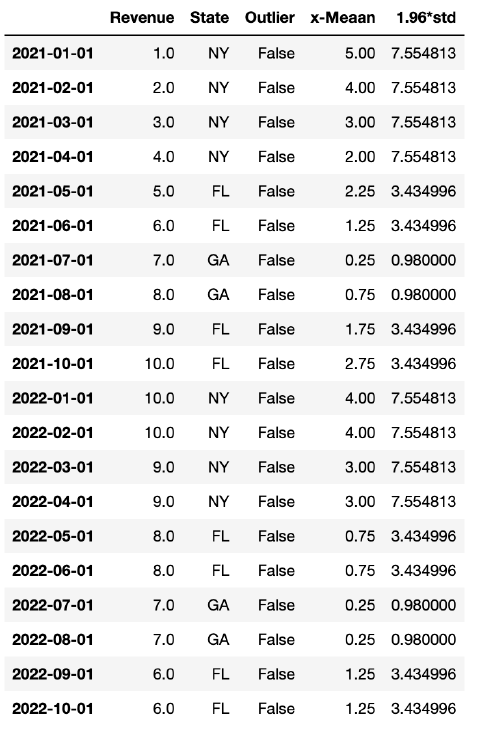 Revenue State Outlier x-Meaan 1.96*std
2021-01-01 1.0 NY False 5.00 7.554813
2021-02-01 2.0 NY False 4.00 7.554813
2021-03-01 3.0 NY False 3.00 7.554813
2021-04-01 4.0 NY False 2.00 7.554813
2021-05-01 5.0 FL False 2.25 3.434996
2021-06-01 6.0 FL False 1.25 3.434996
2021-07-01 7.0 GA False 0.25 0.980000
2021-08-01 8.0 GA False 0.75 0.980000
2021-09-01 9.0 FL False 1.75 3.434996
2021-10-01 10.0 FL False 2.75 3.434996
2022-01-01 10.0 NY False 4.00 7.554813
2022-02-01 10.0 NY False 4.00 7.554813
2022-03-01 9.0 NY False 3.00 7.554813
2022-04-01 9.0 NY False 3.00 7.554813
2022-05-01 8.0 FL False 0.75 3.434996
2022-06-01 8.0 FL False 0.75 3.434996
2022-07-01 7.0 GA False 0.25 0.980000
2022-08-01 7.0 GA False 0.25 0.980000
2022-09-01 6.0 FL False 1.25 3.434996
2022-10-01 6.0 FL False 1.25 3.434996